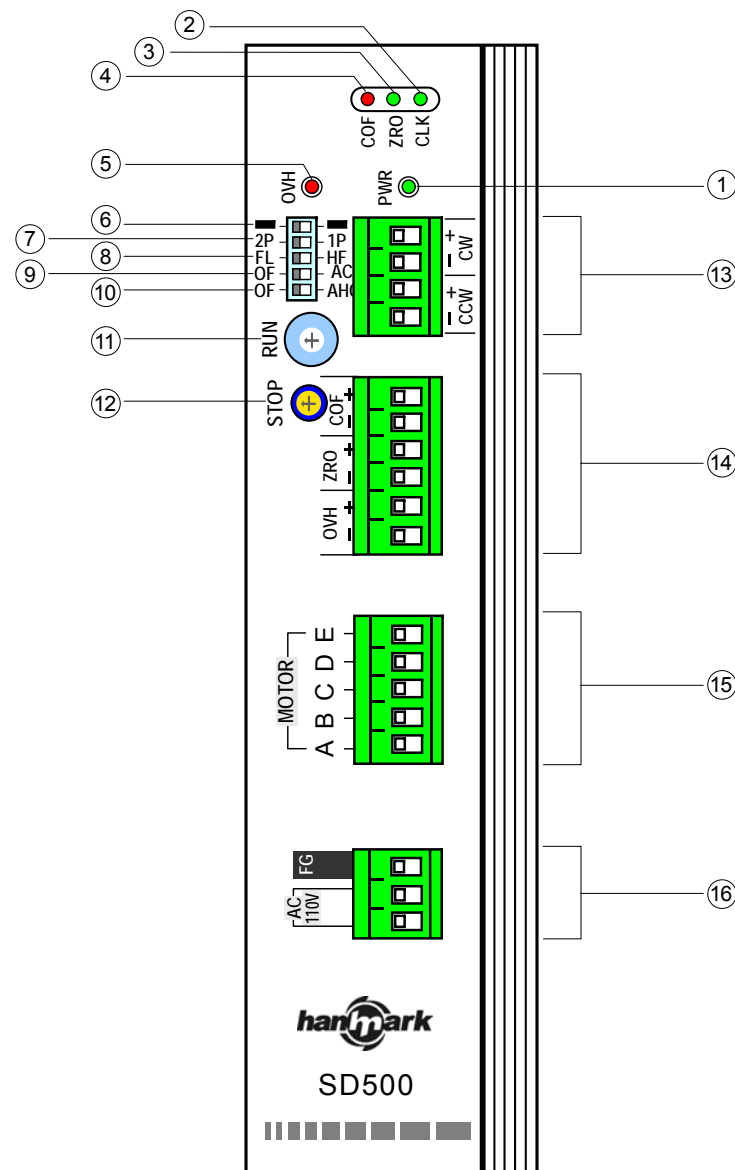 ②
③
④
COF ZRO CLK
⑤
OVH
PWR
①
⑥
⑦ 2P 1P
⑧ FL HF
⑨ OF AC
⑩ OF AHO
+ CW −
+ CCW −
⑬
⑪ RUN
⑫ STOP
COF + −
ZRO + −
OVH + −
⑭
MOTOR
E
D
C
B
A
⑮
FG
AC
110V
⑯
hanmark
SD500